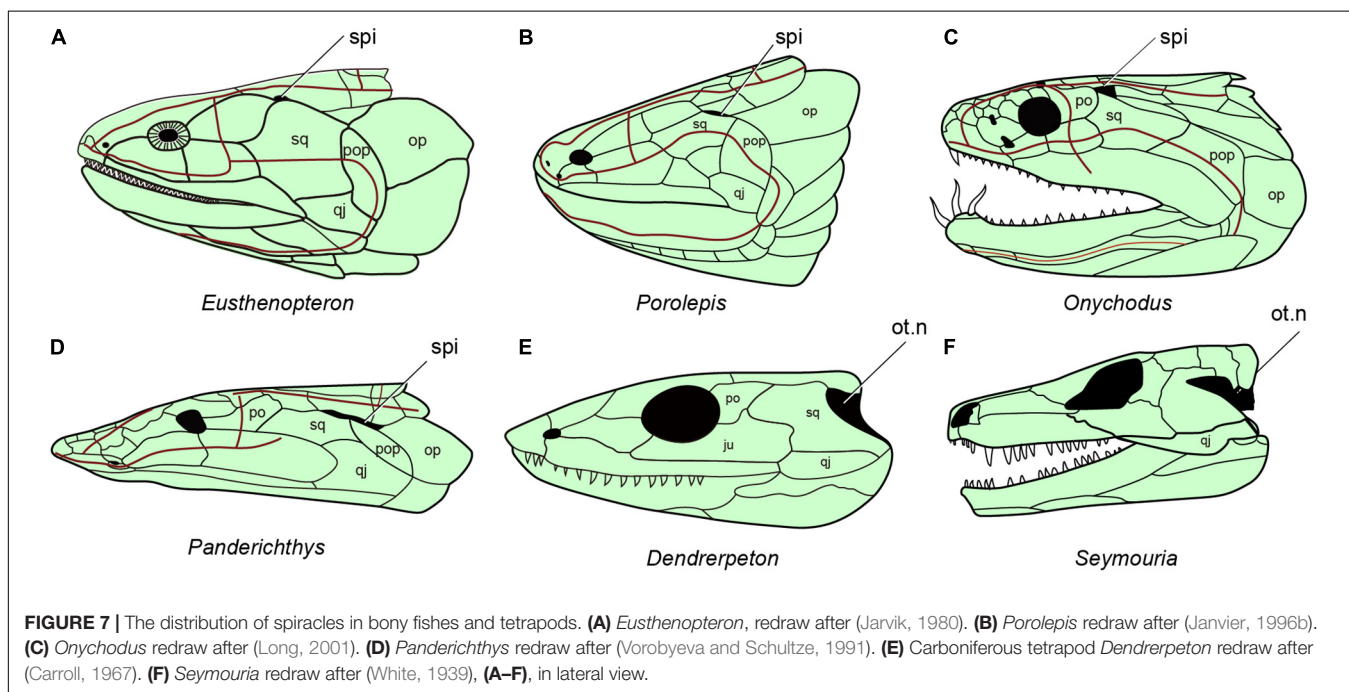 A
spi
sq
pop
op
qj
Eusthenopteron
B
spi
sq
op
pop
qj
Porolepis
C
spi
po
sq
pop
op
Onychodus
D
spi
po
sq
pop
op
qj
Panderichthys
E
ot.n
po
sq
ju
qj
Dendrerpeton
F
ot.n
qj
Seymouria
FIGURE 7 | The distribution of spiracles in bony fishes and tetrapods. (A) Eusthenopteron, redraw after (Jarvik, 1980). (B) Porolepis redraw after (Janvier, 1996b).
(C) Onychodus redraw after (Long, 2001). (D) Panderichthys redraw after (Vorobyeva and Schultze, 1991). (E) Carboniferous tetrapod Dendrerpeton redraw after
(Carroll, 1967). (F) Seymouria redraw after (White, 1939), (A–F), in lateral view.